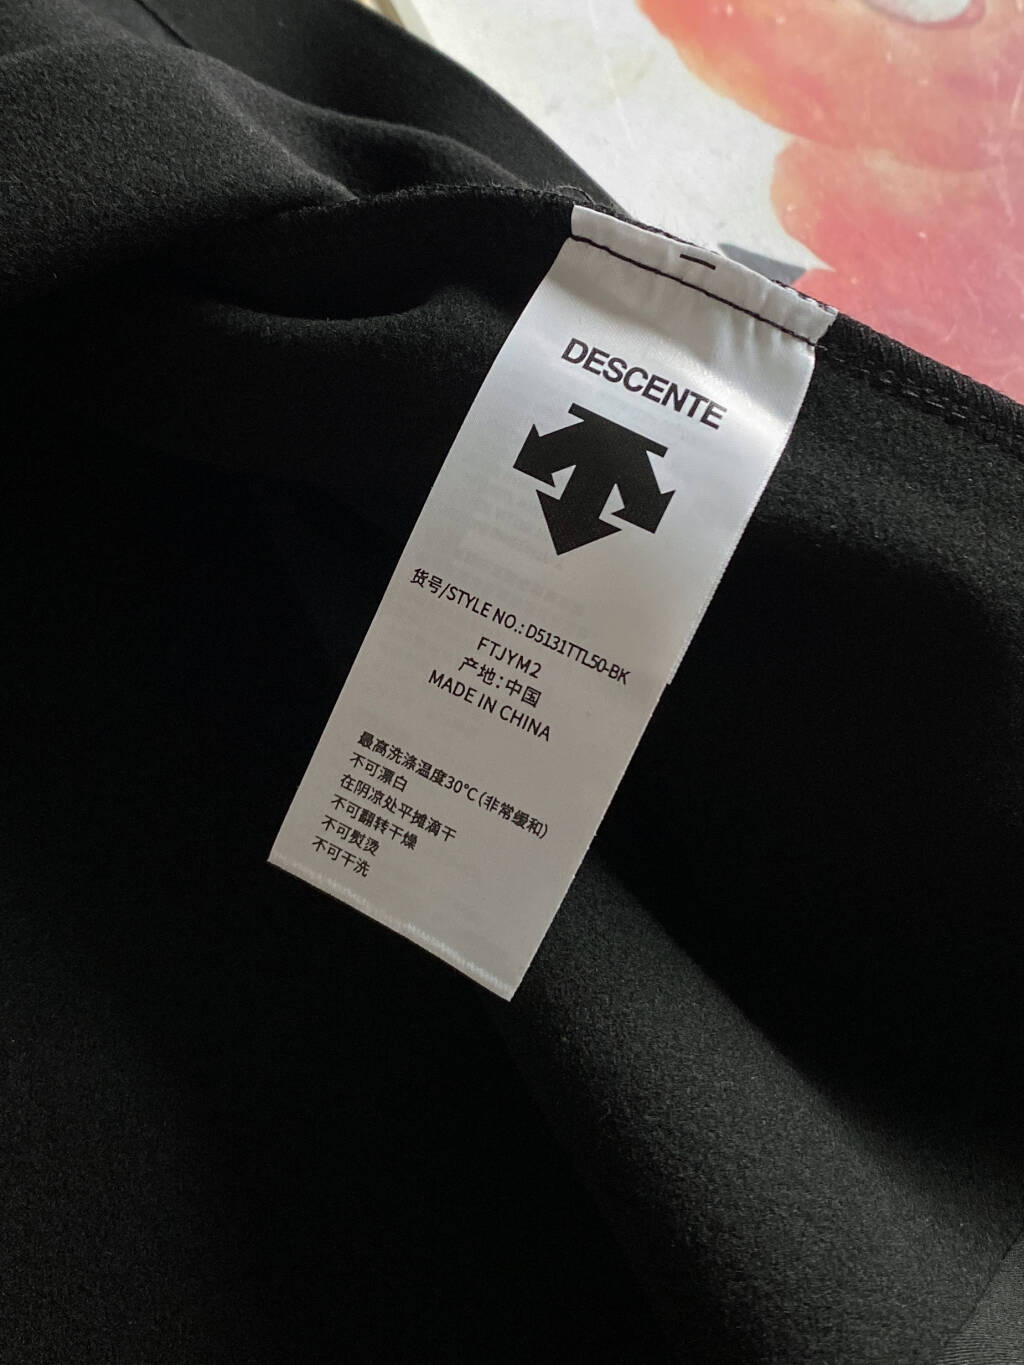 DESCENTE
货号/STYLE NO.: D5131TTL50-BK
FTJYM2
产地:中国
MADE IN CHINA
最高洗涤温度30℃(非常缓和)
不可漂白
在阴凉处平摊滴干
不可翻转干燥
不可熨烫
不可干洗